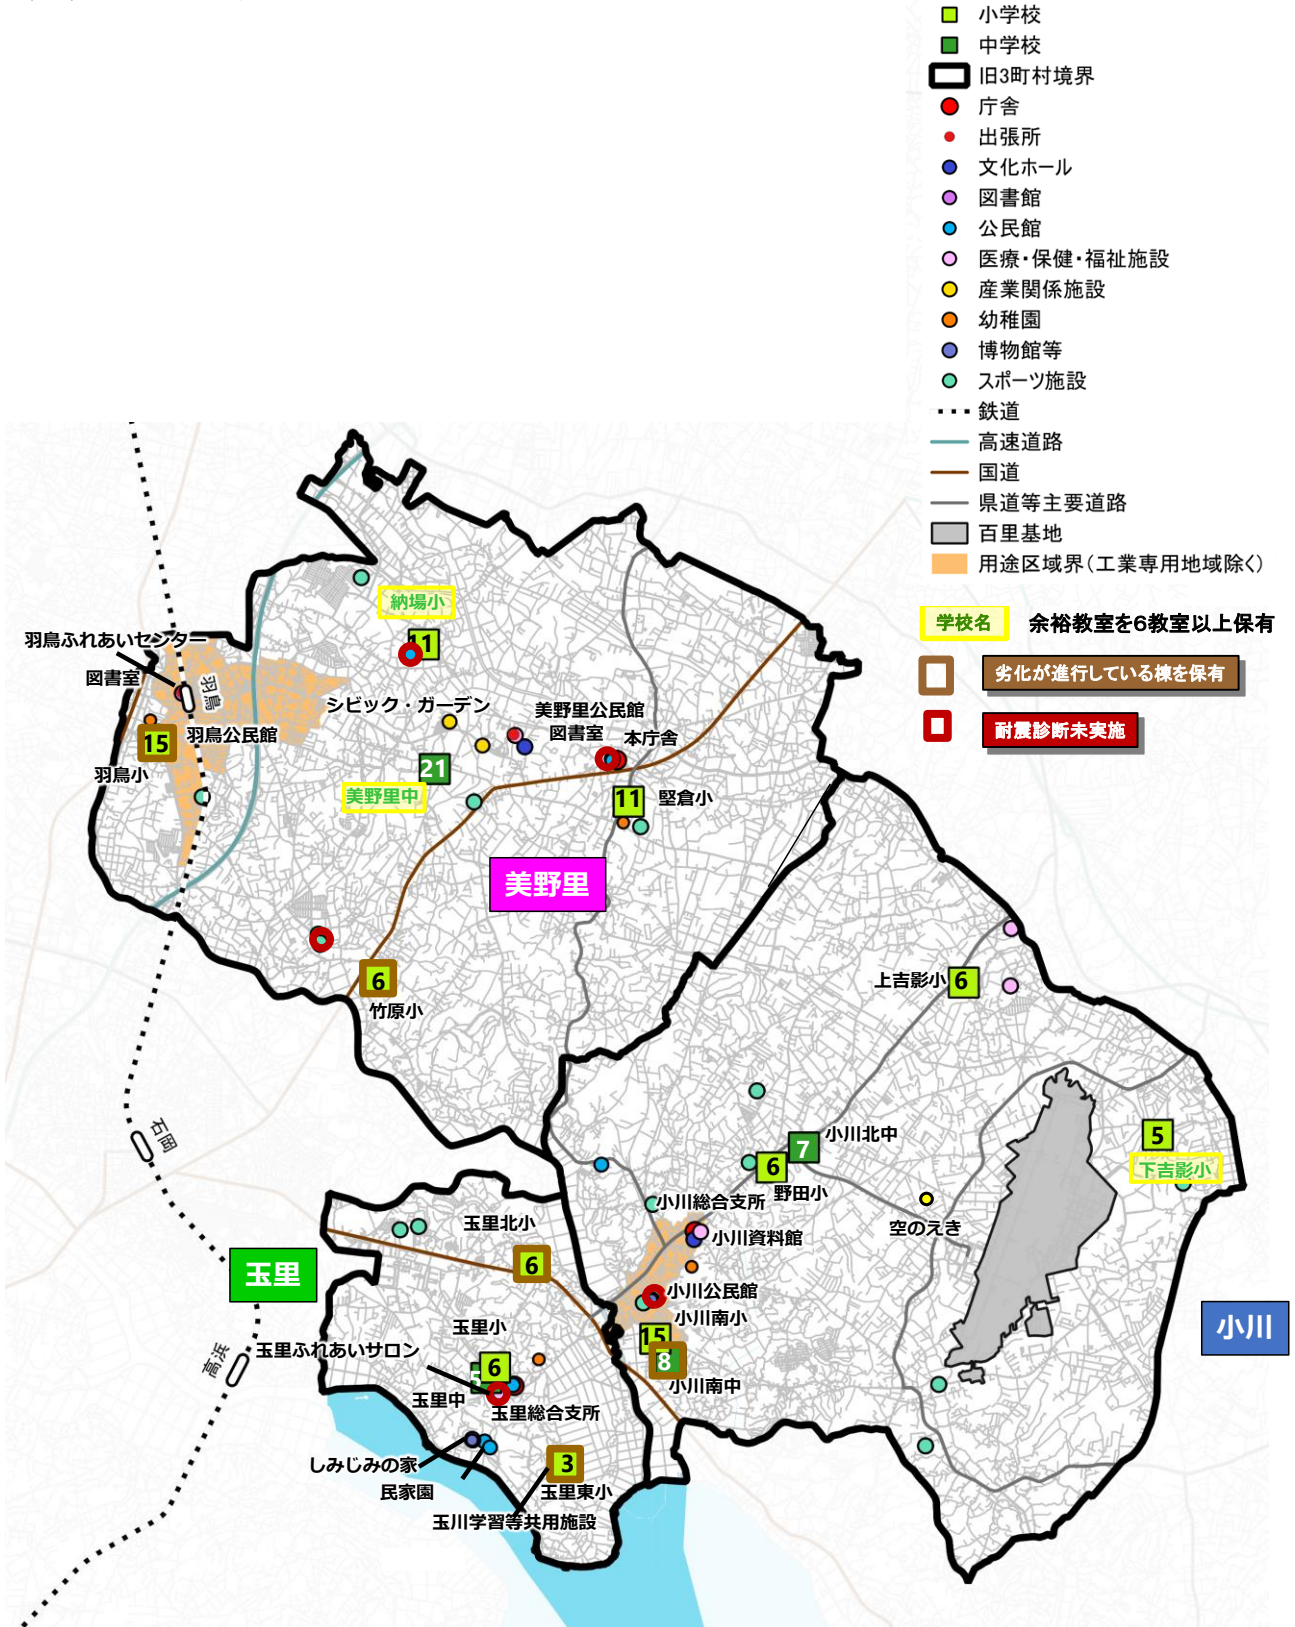 小学校
中学校
旧3町村境界
庁舎
出張所
文化ホール
図書館
公民館
医療・保健・福祉施設
産業関係施設
幼稚園
博物館等
スポーツ施設
鉄道
高速道路
国道
県道等主要道路
百里基地
用途区域界(工業専用地域除く)
学校名 余裕教室を6教室以上保有
劣化が進行している棟を保有
耐震診断未実施
納場小
11
羽鳥ふれあいセンター
図書室
羽鳥
羽鳥公民館
15
羽鳥小
シビック・ガーデン
美野里公民館
図書室
本庁舎
21
美野里中
11
堅倉小
美野里
6
竹原小
上吉影小
6
石岡
小川北中
7
6
野田小
5
下吉影小
空のえき
小川総合支所
小川資料館
小川公民館
小川南小
15
8
小川南中
小川
玉里北小
6
玉里
高浜
玉里小
玉里ふれあいサロン
6
玉里中
玉里総合支所
しみじみの家
民家園
3
玉里東小
玉川学習等共用施設